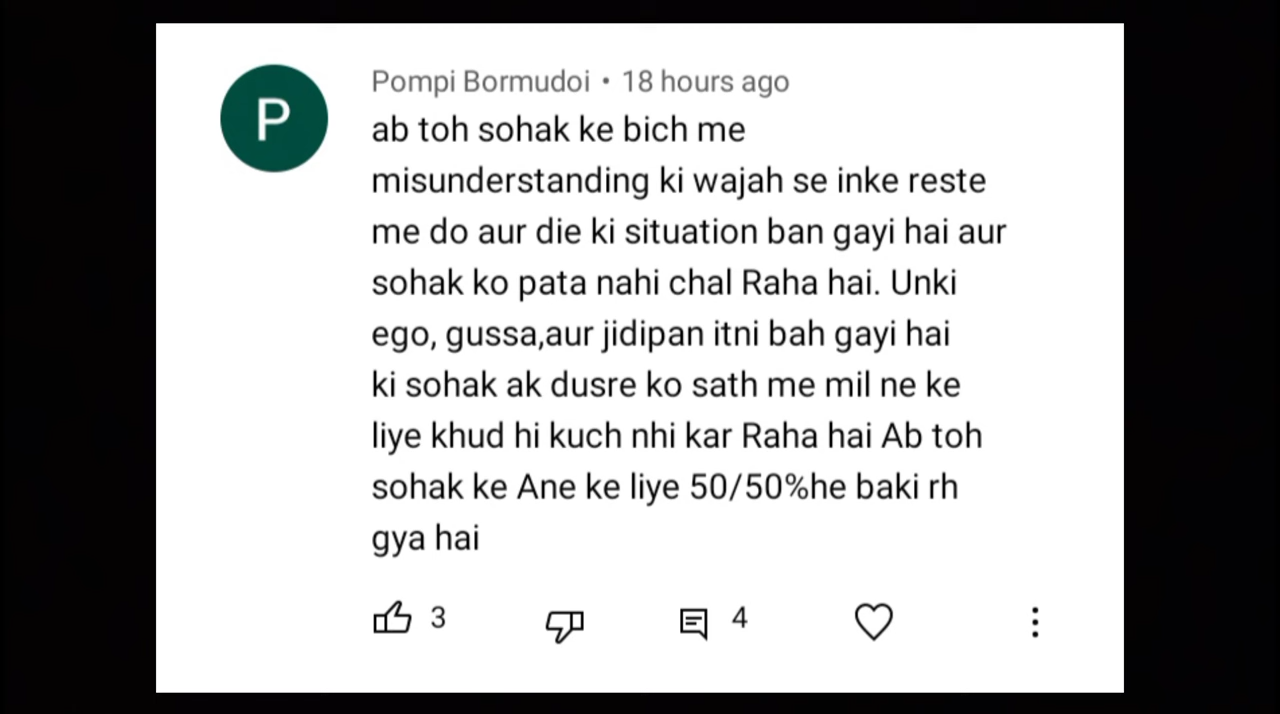 P
Pompi Bormudoi • 18 hours ago
ab toh sohak ke bich me
misunderstanding ki wajah se inke reste
me do aur die ki situation ban gayi hai aur
sohak ko pata nahi chal Raha hai. Unki
ego, gussa,aur jidipan itni bah gayi hai
ki sohak ak dusre ko sath me mil ne ke
liye khud hi kuch nhi kar Raha hai Ab toh
sohak ke Ane ke liye 50/50%he baki rh
gya hai
3 4